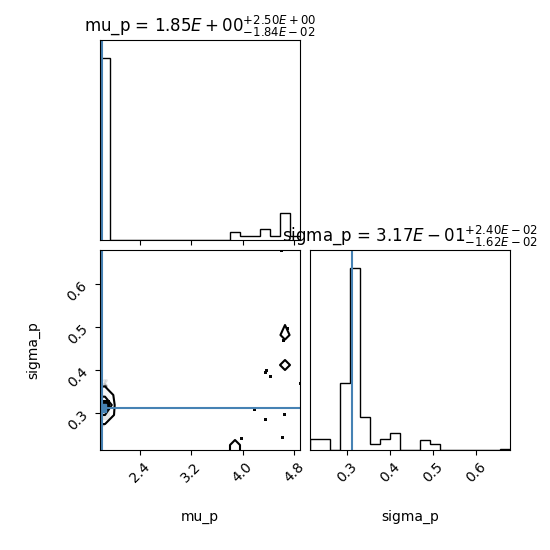 mu_p = 1.85E+00+2.50E+00−1.84E−02
sigma_p = 3.17E−01+2.40E−02−1.62E−02
0.6
0.5
0.4
0.3
sigma_p
2.4 3.2 4.0 4.8 0.3 0.4 0.5 0.6
mu_p sigma_p